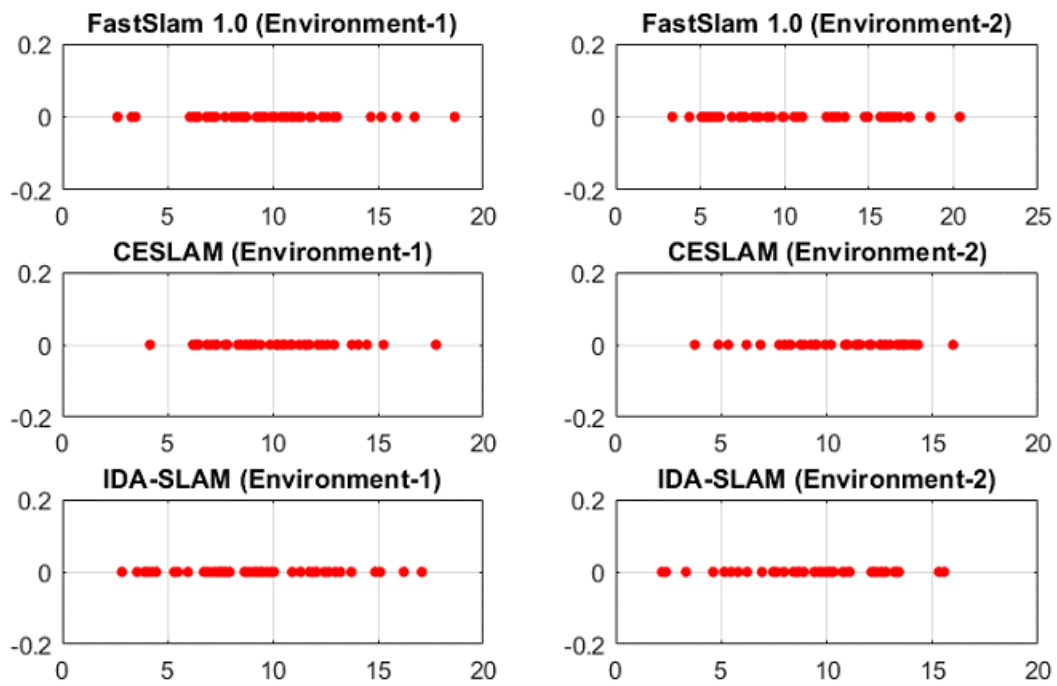 FastSlam 1.0 (Environment-1)
0.2
0
-0.2
0 5 10 15 20
FastSlam 1.0 (Environment-2)
0.2
0
-0.2
0 5 10 15 20 25
CESLAM (Environment-1)
0.2
0
-0.2
0 5 10 15 20
CESLAM (Environment-2)
0.2
0
-0.2
0 5 10 15 20
IDA-SLAM (Environment-1)
0.2
0
-0.2
0 5 10 15 20
IDA-SLAM (Environment-2)
0.2
0
-0.2
0 5 10 15 20